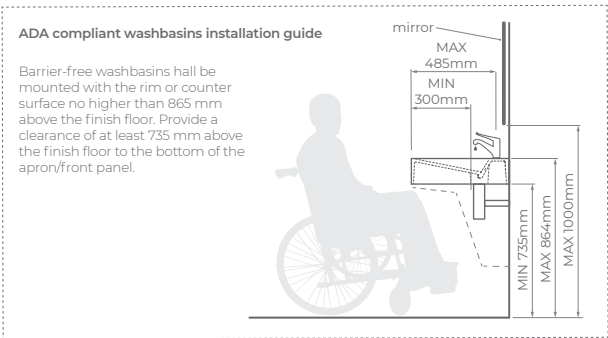 ADA compliant washbasins installation guide
Barrier-free washbasins hall be
mounted with the rim or counter
surface no higher than 865 mm
above the finish floor. Provide a
clearance of at least 735 mm above
the finish floor to the bottom of the
apron/front panel.
mirror
MAX
485mm
MIN
300mm
MIN 735mm
MAX 864mm
MAX 1000mm